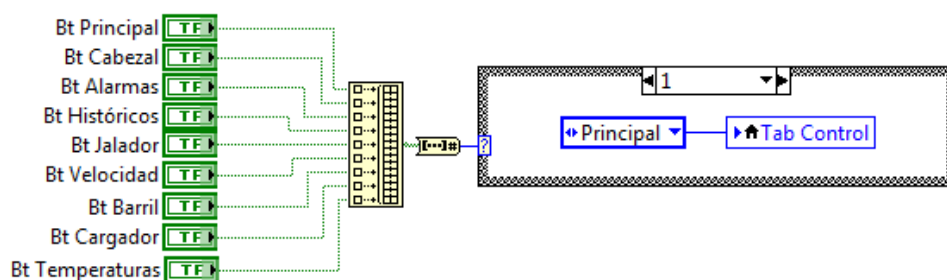 Bt Principal TF
Bt Cabezal TF
Bt Alarmas TF
Bt Históricos TF
Bt Jalador TF
Bt Velocidad TF
Bt Barril TF
Bt Cargador TF
Bt Temperaturas TF
[...]#
?
1
Principal
Tab Control